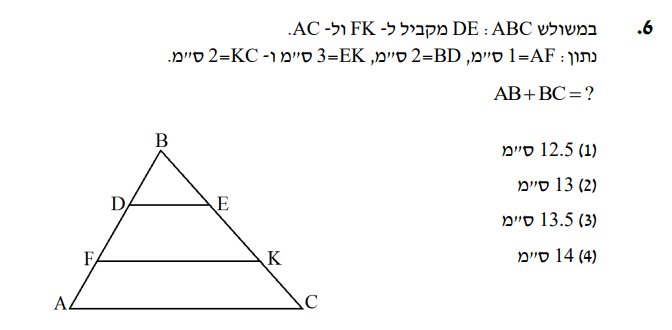 6. במשולש ABC : DE מקביל ל- FK ול- AC.
נתון : AF=1 ס״מ, BD=2 ס״מ, EK=3 ס״מ ו- KC=2 ס״מ.
AB+BC=?
(1) 12.5 ס״מ
(2) 13 ס״מ
(3) 13.5 ס״מ
(4) 14 ס״מ
B
D E
F K
A C